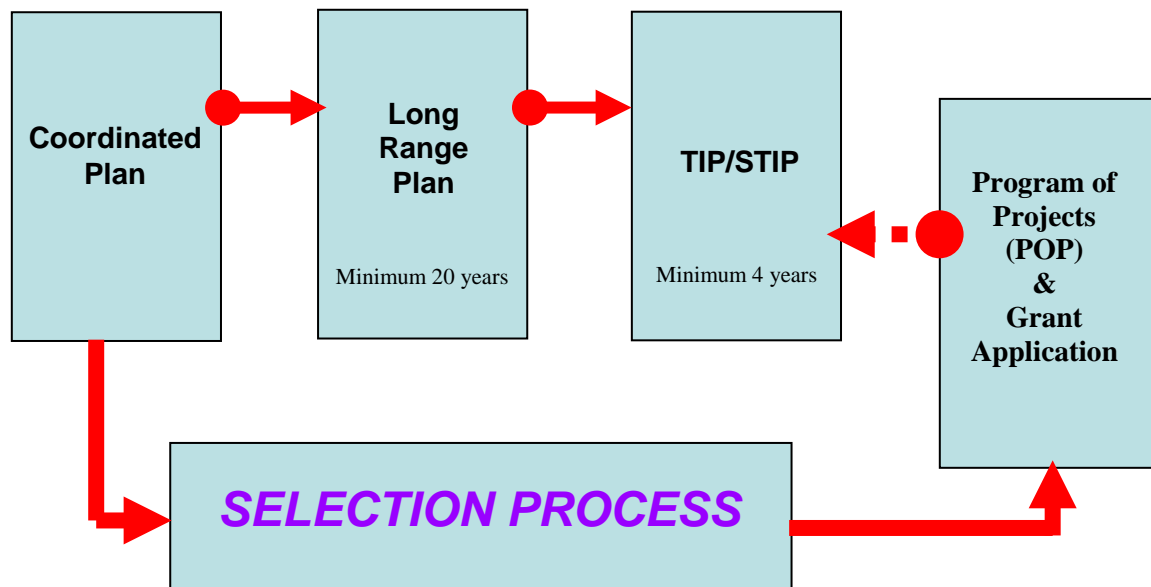 Coordinated
Plan
Long
Range
Plan
Minimum 20 years
TIP/STIP
Minimum 4 years
Program of
Projects
(POP)
&
Grant
Application
SELECTION PROCESS